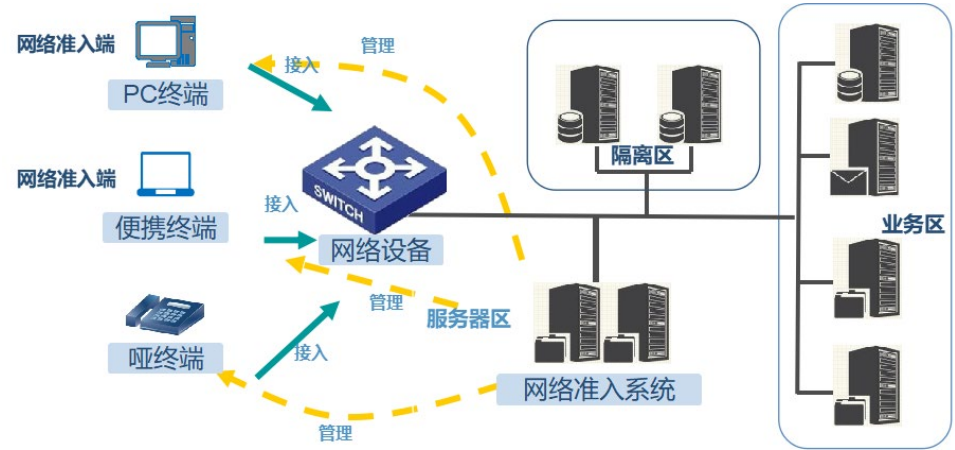 网络准入端
PC终端
接入
管理
网络准入端
便携终端
接入
SWITCH
网络设备
管理
哑终端
接入
管理
服务器区
网络准入系统
隔离区
业务区